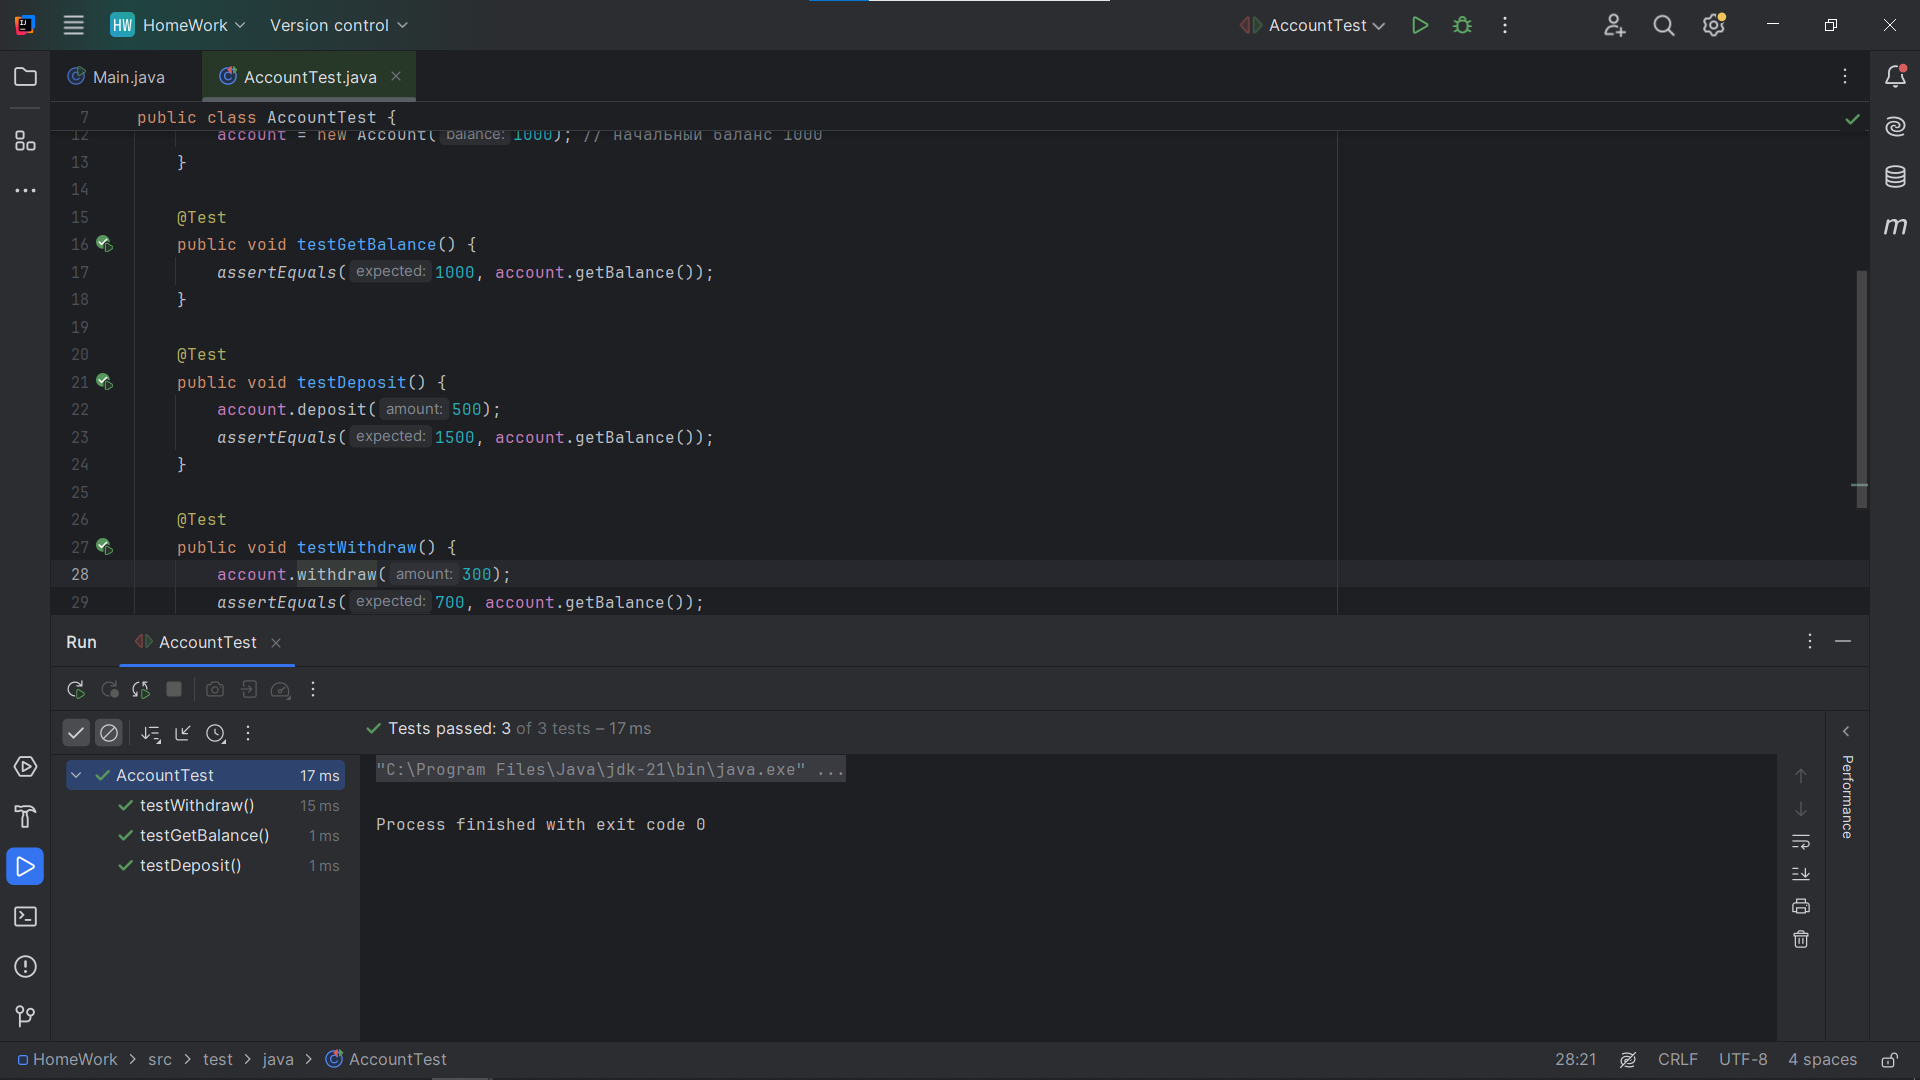 HW HomeWork Version control AccountTest
Main.java AccountTest.java
7 public class AccountTest {
12 account = new Account( balance: 1000); // начальный баланс 1000
13 }
14
15 @Test
16 public void testGetBalance() {
17 assertEquals( expected: 1000, account.getBalance());
18 }
19
20 @Test
21 public void testDeposit() {
22 account.deposit( amount: 500);
23 assertEquals( expected: 1500, account.getBalance());
24 }
25
26 @Test
27 public void testWithdraw() {
28 account.withdraw( amount: 300);
29 assertEquals( expected: 700, account.getBalance());
Run AccountTest
Tests passed: 3 of 3 tests – 17 ms
AccountTest 17 ms
testWithdraw() 15 ms
testGetBalance() 1 ms
testDeposit() 1 ms
"C:\Program Files\Java\jdk-21\bin\java.exe" ...
Process finished with exit code 0
Performance
HomeWork > src > test > java > AccountTest
28:21 CRLF UTF-8 4 spaces